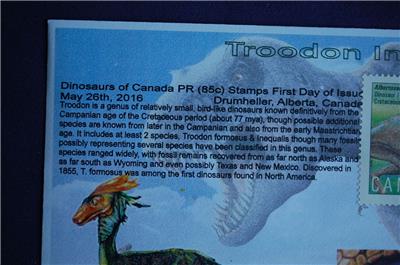 Troodon In
Dinosaurs of Canada PR (85c) Stamps First Day of Issue
May 26th, 2016 Drumheller, Alberta, Canada
Troodon is a genus of relatively small, bird-like dinosaurs known definitively from the
Campanian age of the Cretaceous period (about 77 mya), though possible additional
species are known from later in the Campanian and also from the early Maastrichtian
age. It includes at least 2 species, Troodon formosus & inequalis though many fossils
possibly representing several species have been classified in this genus. These
species ranged widely, with fossil remains recovered from as far north as Alaska and
as far south as Wyoming and even possibly Texas and New Mexico. Discovered in
1855, T. formosus was among the first dinosaurs found in North America.
Cretaceous
CAN